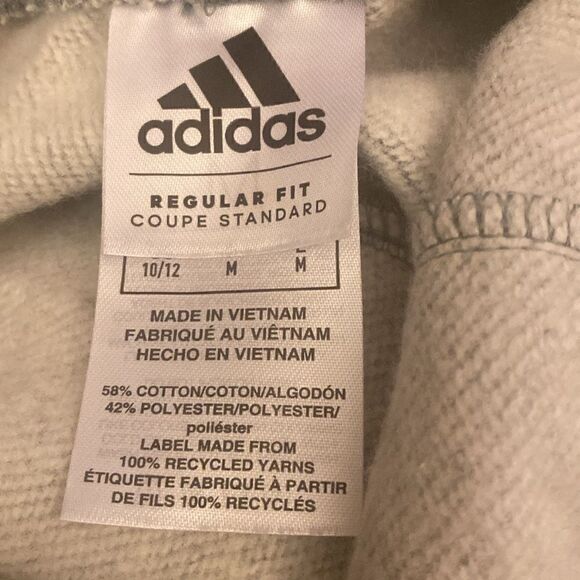 adidas
REGULAR FIT
COUPE STANDARD
10/12 M M
MADE IN VIETNAM
FABRIQUÉ AU VIÊTNAM
HECHO EN VIETNAM
58% COTTON/COTON/ALGODÓN
42% POLYESTER/POLYESTER/
poliéster
LABEL MADE FROM
100% RECYCLED YARNS
ÉTIQUETTE FABRIQUÉ À PARTIR
DE FILS 100% RECYCLÉS